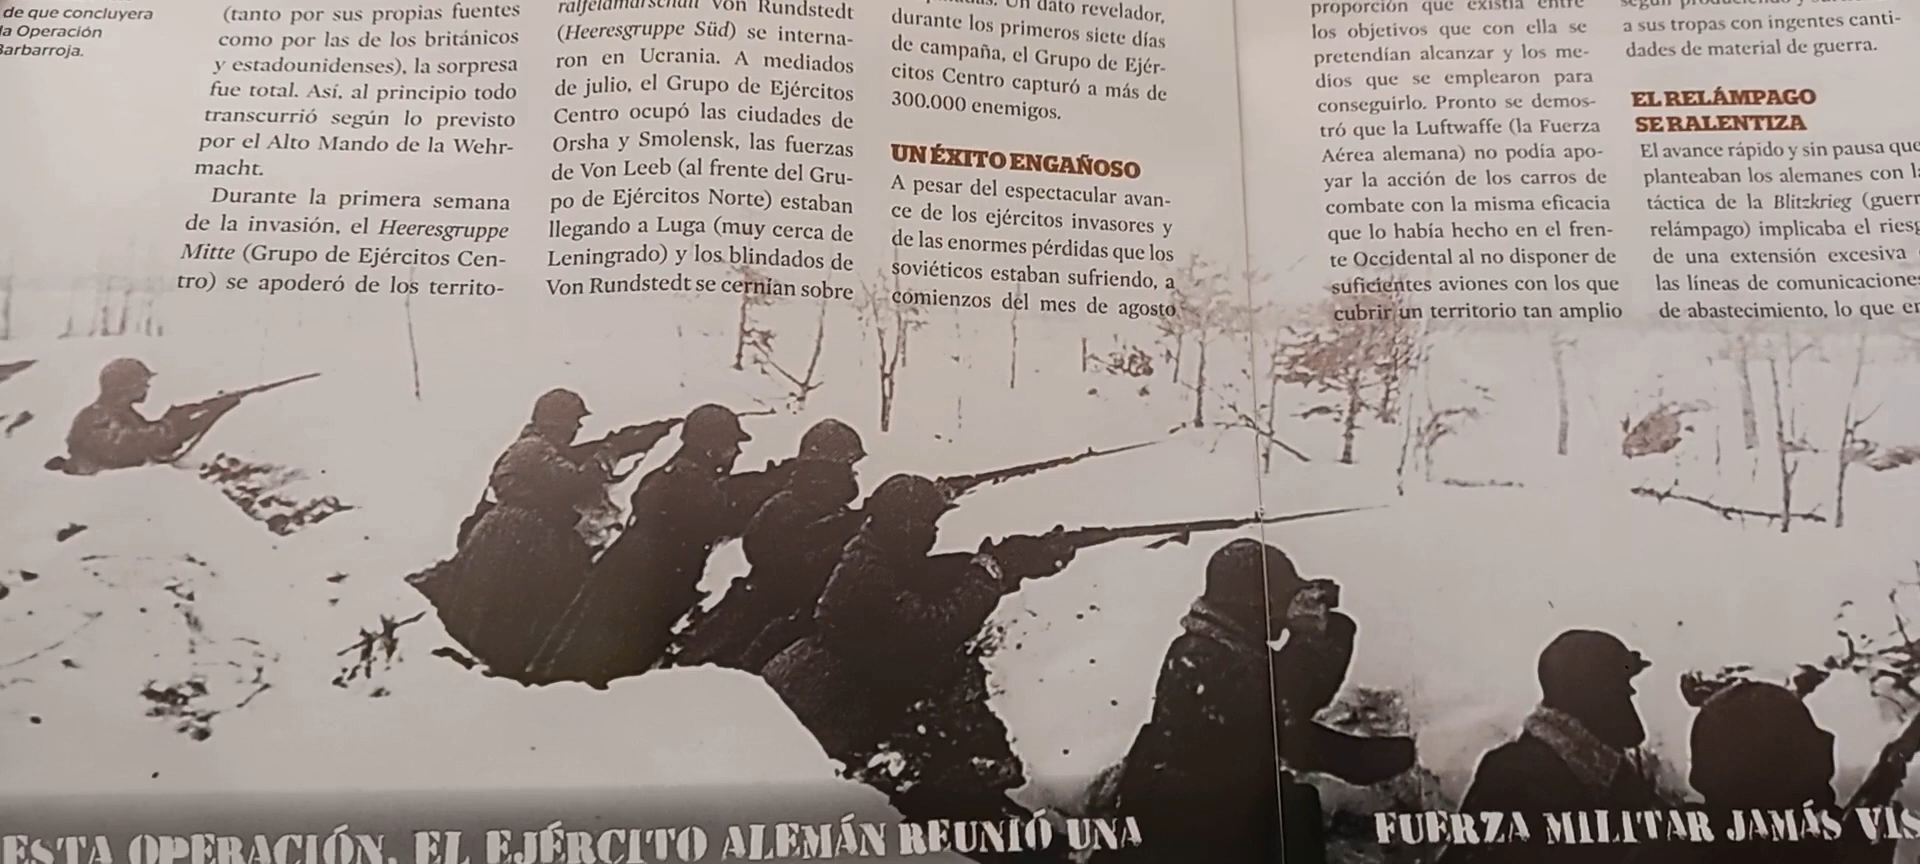 de que concluyera
la Operación
Barbarroja.
(tanto por sus propias fuentes
como por las de los británicos
y estadounidenses), la sorpresa
fue total. Así, al principio todo
transcurrió según lo previsto
por el Alto Mando de la Wehr-
macht.
Durante la primera semana
de la invasión, el Heeresgruppe
Mitte (Grupo de Ejércitos Cen-
tro) se apoderó de los territo-
Von Rundstedt
(Heeresgruppe Süd) se interna-
ron en Ucrania. A mediados
de julio, el Grupo de Ejércitos
Centro ocupó las ciudades de
Orsha y Smolensk, las fuerzas
de Von Leeb (al frente del Gru-
po de Ejércitos Norte) estaban
llegando a Luga (muy cerca de
Leningrado) y los blindados de
Von Rundstedt se cernían sobre
Un dato revelador,
durante los primeros siete días
de campaña, el Grupo de Ejér-
citos Centro capturó a más de
300.000 enemigos.
UN ÉXITO ENGAÑOSO
A pesar del espectacular avan-
ce de los ejércitos invasores y
de las enormes pérdidas que los
soviéticos estaban sufriendo, a
comienzos del mes de agosto
proporción que existía entre
los objetivos que con ella se
pretendían alcanzar y los me-
dios que se emplearon para
conseguirlo. Pronto se demos-
tró que la Luftwaffe (la Fuerza
Aérea alemana) no podía apo-
yar la acción de los carros de
combate con la misma eficacia
que lo había hecho en el fren-
te Occidental al no disponer de
suficientes aviones con los que
cubrir un territorio tan amplio
a sus tropas con ingentes canti-
dades de material de guerra.
EL RELÁMPAGO
SE RALENTIZA
El avance rápido y sin pausa que
planteaban los alemanes con
táctica de la Blitzkrieg (guerr
relámpago) implicaba el riesg
de una extensión excesiva
las líneas de comunicaciones
de abastecimiento, lo que
ESTA OPERACIÓN, EL EJÉRCITO ALEMÁN REUNIÓ UNA FUERZA MILITAR JAMÁS VIS